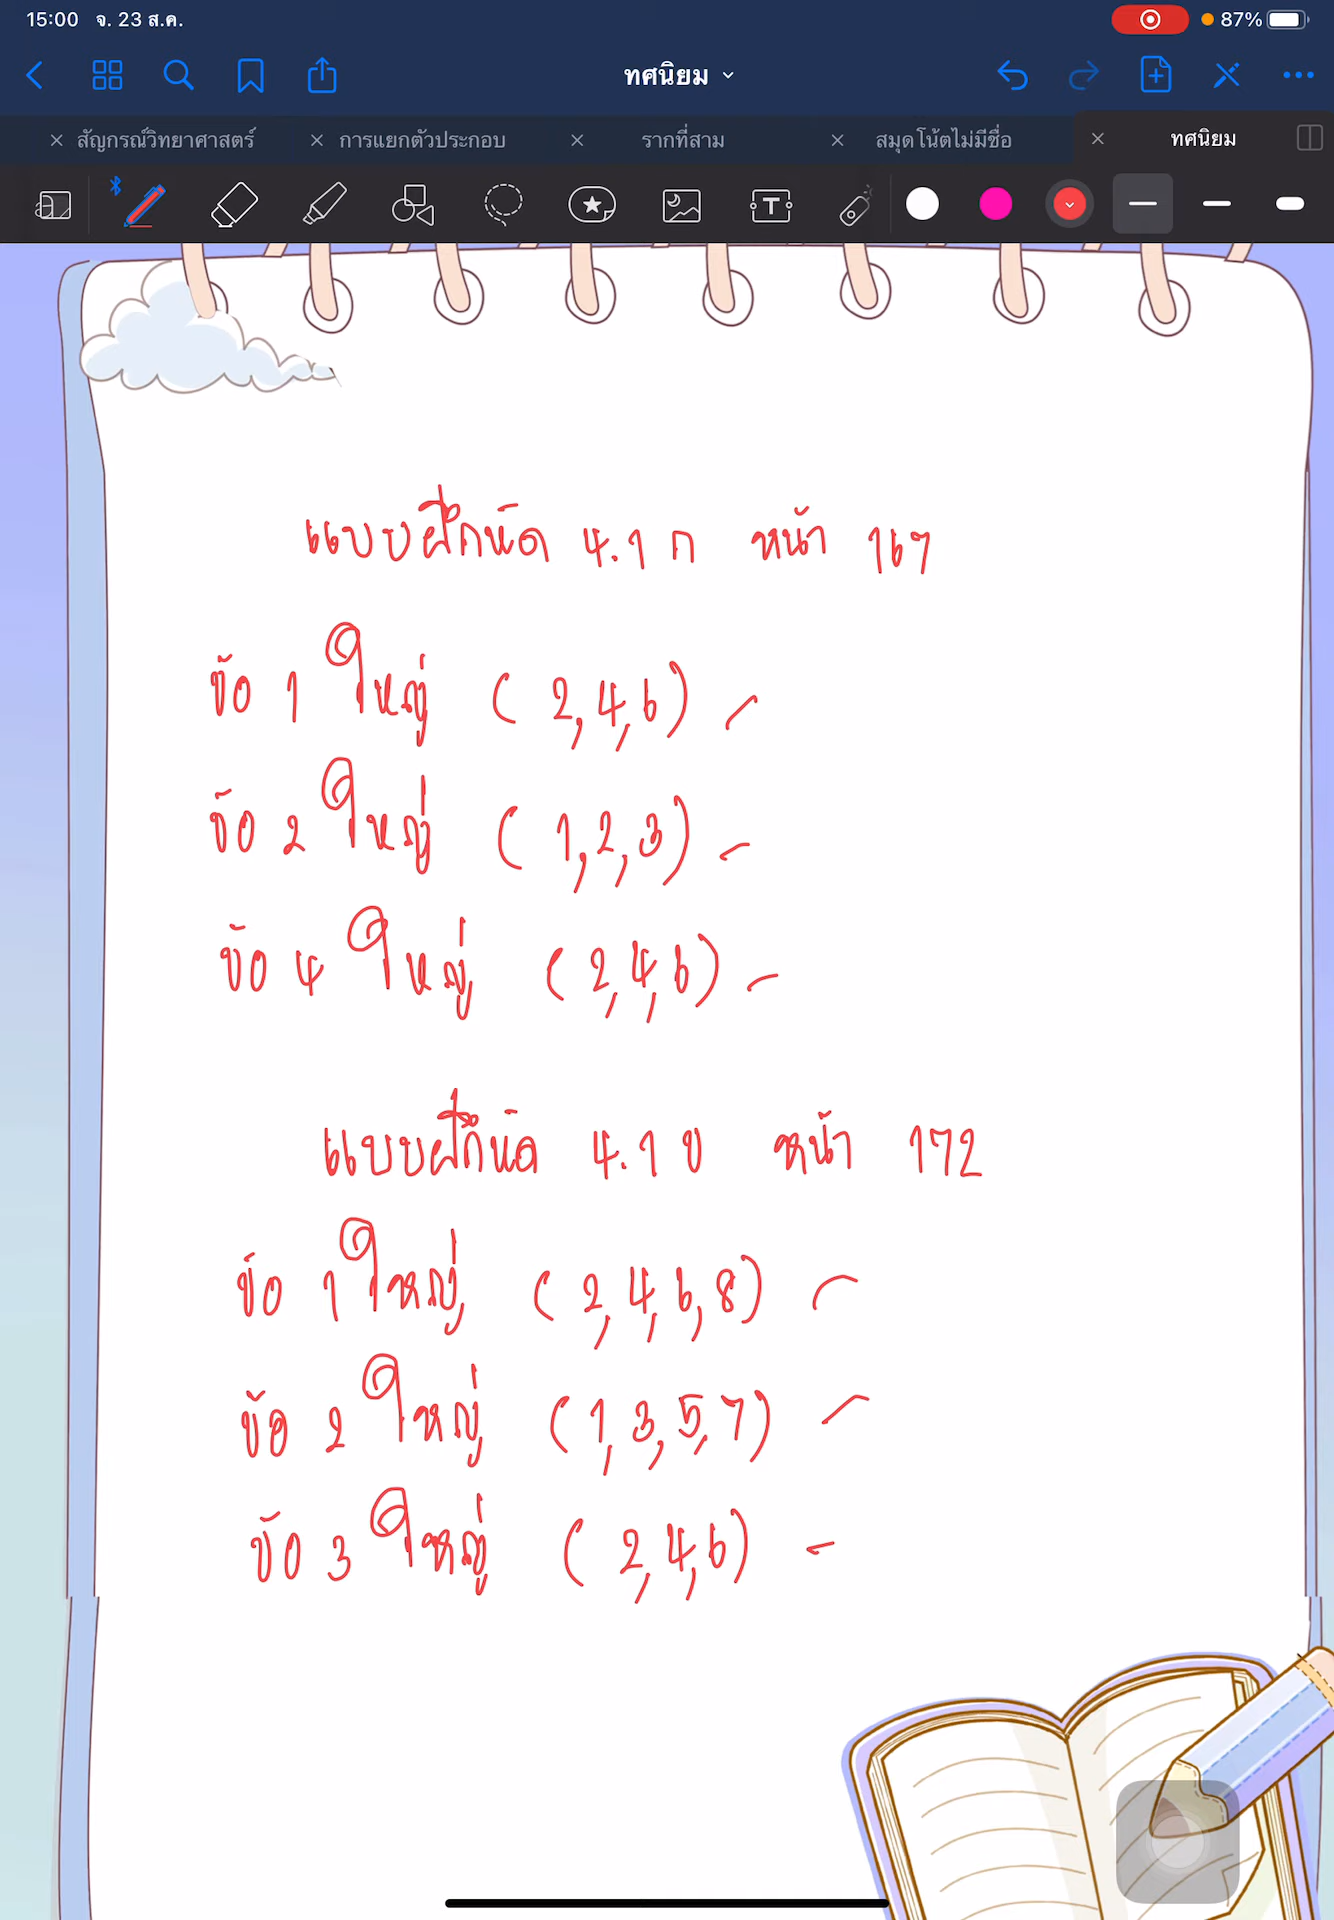 15:00 จ. 23 ส.ค. 87%
ทศนิยม
สัญกรณ์วิทยาศาสตร์ การแยกตัวประกอบ รากที่สาม สมุดโน้ตไม่มีชื่อ ทศนิยม
แบบฝึกหัด 4.1 ก หน้า 167
ข้อ 1 ใหญ่ (2,4,6)
ข้อ 2 ใหญ่ (1,2,3)
ข้อ 4 ใหญ่ (2,4,6)
แบบฝึกหัด 4.1 ข หน้า 172
ข้อ 1 ใหญ่ (2,4,6,8)
ข้อ 2 ใหญ่ (1,3,5,7)
ข้อ 3 ใหญ่ (2,4,6)